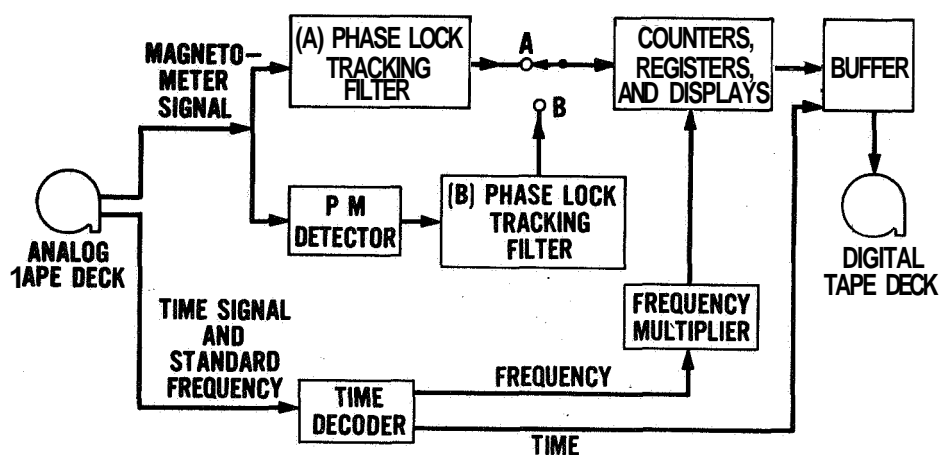 MAGNETO-
METER
SIGNAL
(A) PHASE LOCK
TRACKING
FILTER
A
B
COUNTERS,
REGISTERS,
AND DISPLAYS
BUFFER
P M
DETECTOR
(B) PHASE LOCK
TRACKING
FILTER
ANALOG
1APE DECK
DIGITAL
TAPE DECK
TIME SIGNAL
AND
STANDARD
FREQUENCY
FREQUENCY
MULTIPLIER
TIME
DECODER
FREQUENCY
TIME